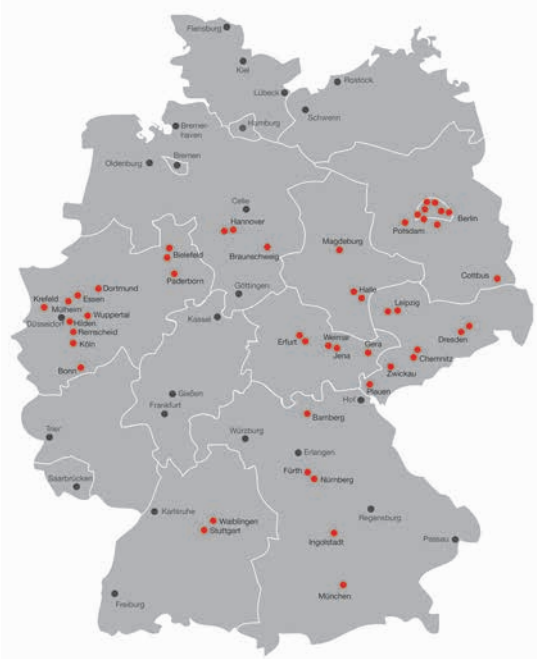 Flensburg
Kiel
Rostock
Lübeck
Schwerin
Bremer-
haven
Hamburg
Oldenburg
Bremen
Celle
Hannover
Berlin
Potsdam
Magdeburg
Braunschweig
Bielefeld
Paderborn
Cottbus
Göttingen
Dortmund
Halle
Krefeld
Essen
Leipzig
Mülheim
Wuppertal
Düsseldorf
Hilden
Kassel
Remscheid
Dresden
Erfurt
Weimar
Gera
Köln
Jena
Chemnitz
Zwickau
Bonn
Plauen
Gießen
Hof
Frankfurt
Bamberg
Trier
Würzburg
Erlangen
Fürth
Saarbrücken
Nürnberg
Karlsruhe
Regensburg
Waiblingen
Stuttgart
Passau
Ingolstadt
München
Freiburg